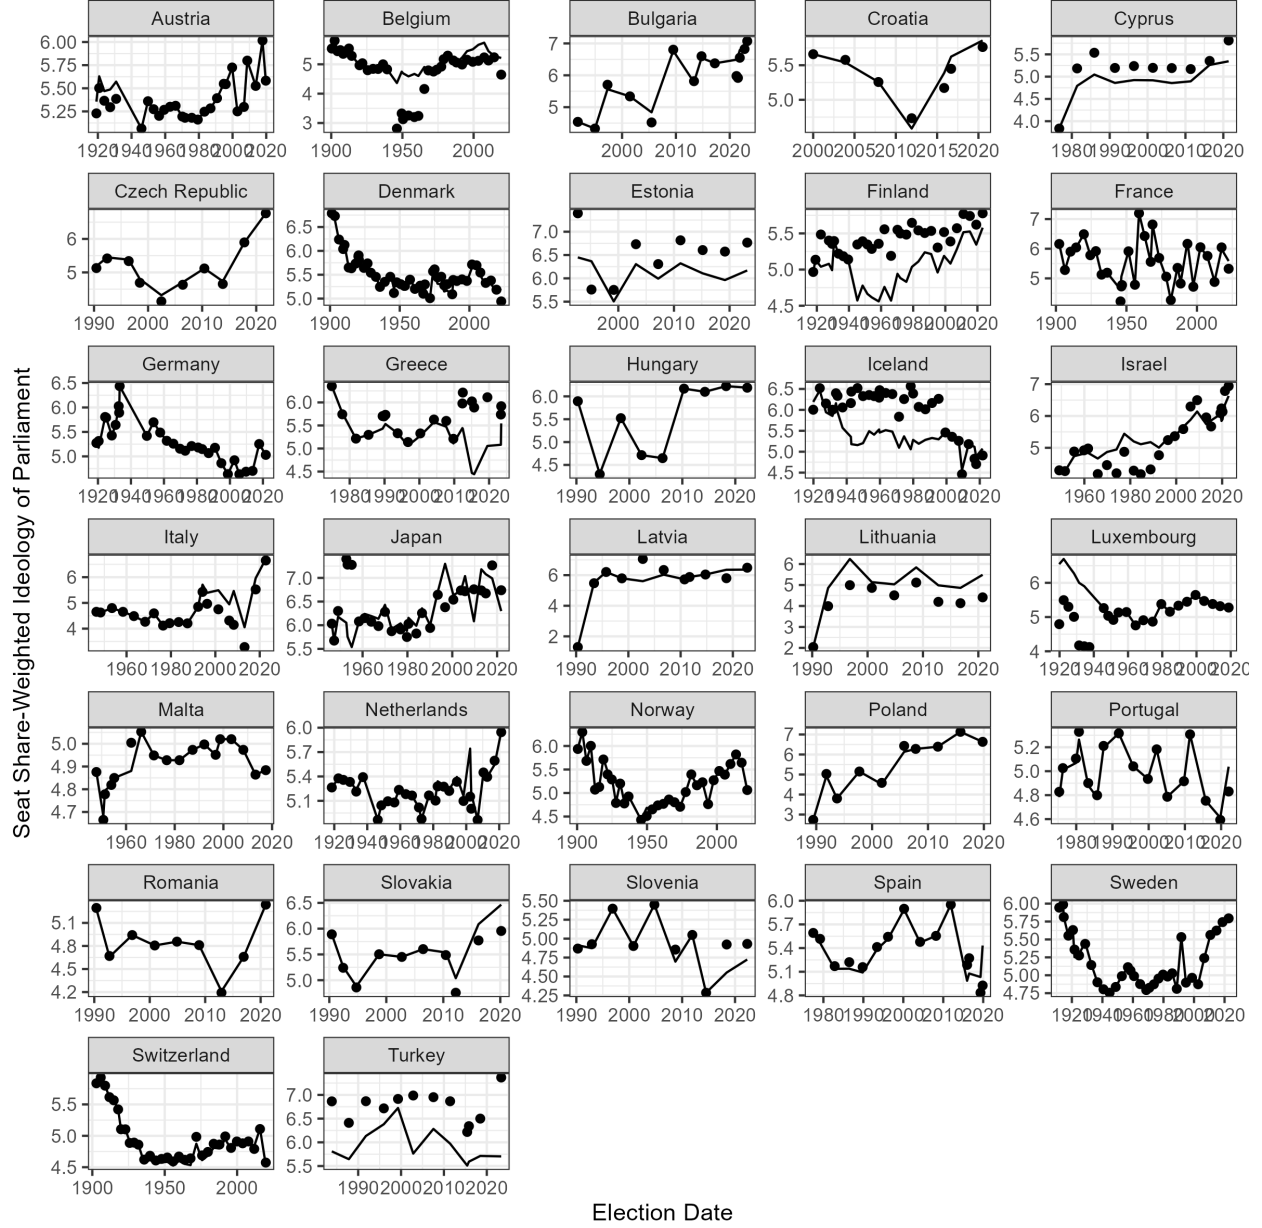 Austria Belgium Bulgaria Croatia Cyprus
6.00 5.75 5.50 5.25
5 4 3
7 6 5
5.5 5.0
5.5 5.0 4.5 4.0
1920 1940 1960 1980 2000 2020
1900 1950 2000
2000 2010 2020
2000 2005 2010 2015 2020
1980 1990 2000 2010 2020
Czech Republic Denmark Estonia Finland France
6 5
6.5 6.0 5.5 5.0
7.0 6.5 6.0 5.5
5.5 5.0 4.5
7 6 5
1990 2000 2010 2020
1900 1950 2000
2000 2010 2020
1920 1940 1960 1980 2000 2020
1900 1950 2000
Germany Greece Hungary Iceland Israel
6.5 6.0 5.5 5.0
6.0 5.5 5.0 4.5
6.0 5.5 5.0 4.5
6.5 6.0 5.5 5.0 4.5
7 6 5
1920 1940 1960 1980 2000 2020
1980 1990 2000 2010 2020
1990 2000 2010 2020
1920 1940 1960 1980 2000 2020
1960 1980 2000 2020
Italy Japan Latvia Lithuania Luxembourg
6 5 4
7.0 6.5 6.0 5.5
6 4 2
6 5 4 3 2
6 5 4
1960 1980 2000 2020
1960 1980 2000 2020
1990 2000 2010 2020
1990 2000 2010 2020
1920 1940 1960 1980 2000 2020
Malta Netherlands Norway Poland Portugal
5.0 4.9 4.8 4.7
6.0 5.7 5.4 5.1
6.0 5.5 5.0 4.5
7 6 5 4 3
5.2 5.0 4.8 4.6
1960 1980 2000 2020
1920 1940 1960 1980 2000 2020
1900 1950 2000
1990 2000 2010 2020
1980 1990 2000 2010 2020
Romania Slovakia Slovenia Spain Sweden
5.1 4.8 4.5 4.2
6.5 6.0 5.5 5.0
5.50 5.25 5.00 4.75 4.50 4.25
6.0 5.7 5.4 5.1 4.8
6.00 5.75 5.50 5.25 5.00 4.75
1990 2000 2010 2020
1990 2000 2010 2020
1990 2000 2010 2020
1980 1990 2000 2010 2020
1920 1940 1960 1980 2000 2020
Switzerland Turkey
5.5 5.0 4.5
7.0 6.5 6.0 5.5
1900 1950 2000
1990 2000 2010 2020
Seat Share-Weighted Ideology of Parliament
Election Date